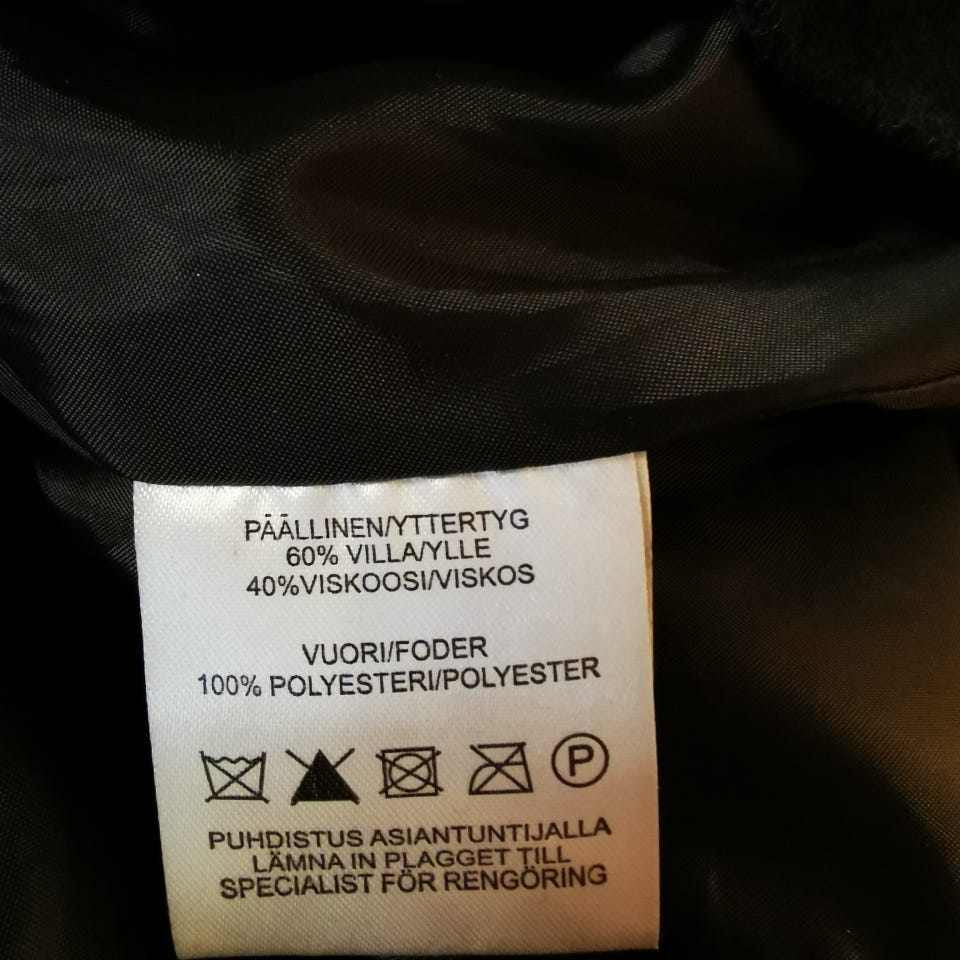 PÄÄLLINEN/YTTERTYG
60% VILLA/YLLE
40%VISKOOSI/VISKOS
VUORI/FODER
100% POLYESTERI/POLYESTER
P
PUHDISTUS ASIANTUNTIJALLA
LÄMNA IN PLAGGET TILL
SPECIALIST FÖR RENGÖRING